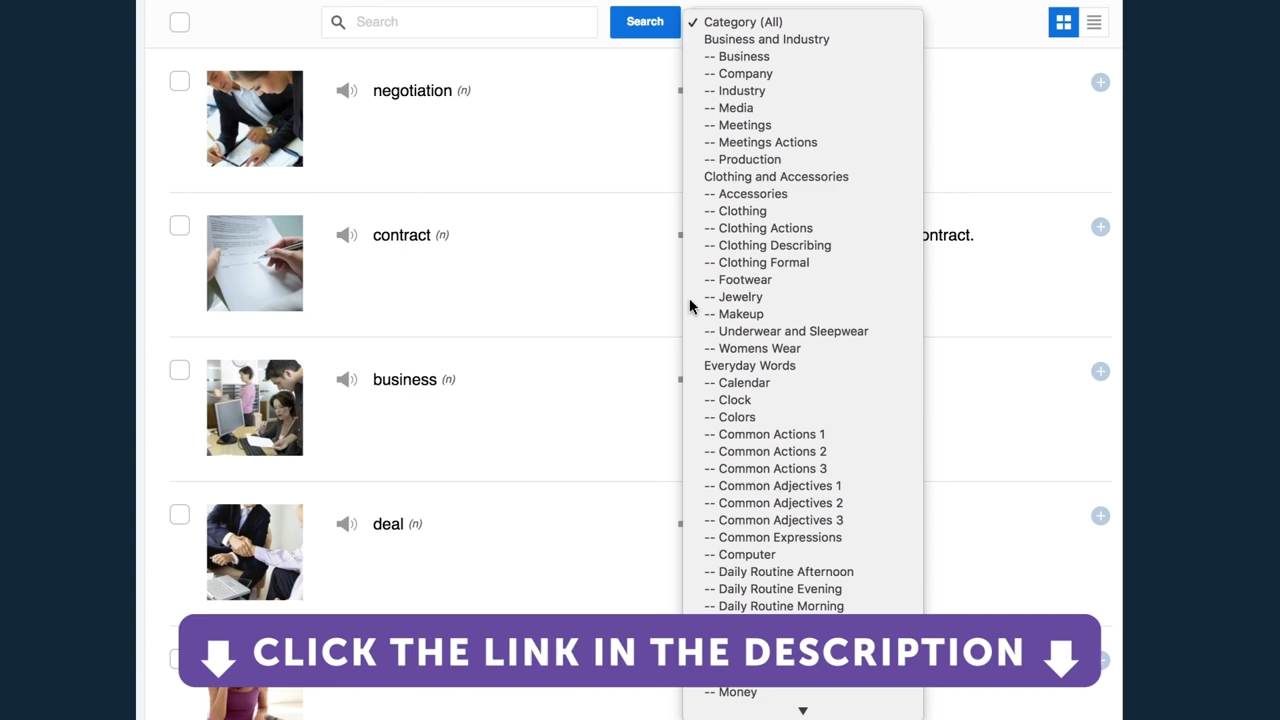 Search
Search
✓ Category (All)
Business and Industry
-- Business
-- Company
-- Industry
-- Media
-- Meetings
-- Meetings Actions
-- Production
Clothing and Accessories
-- Accessories
-- Clothing
-- Clothing Actions
-- Clothing Describing
-- Clothing Formal
-- Footwear
-- Jewelry
-- Makeup
-- Underwear and Sleepwear
-- Womens Wear
Everyday Words
-- Calendar
-- Clock
-- Colors
-- Common Actions 1
-- Common Actions 2
-- Common Actions 3
-- Common Adjectives 1
-- Common Adjectives 2
-- Common Adjectives 3
-- Common Expressions
-- Computer
-- Daily Routine Afternoon
-- Daily Routine Evening
-- Daily Routine Morning
-- Money
negotiation (n)
contract (n)
ontract.
business (n)
deal (n)
CLICK THE LINK IN THE DESCRIPTION